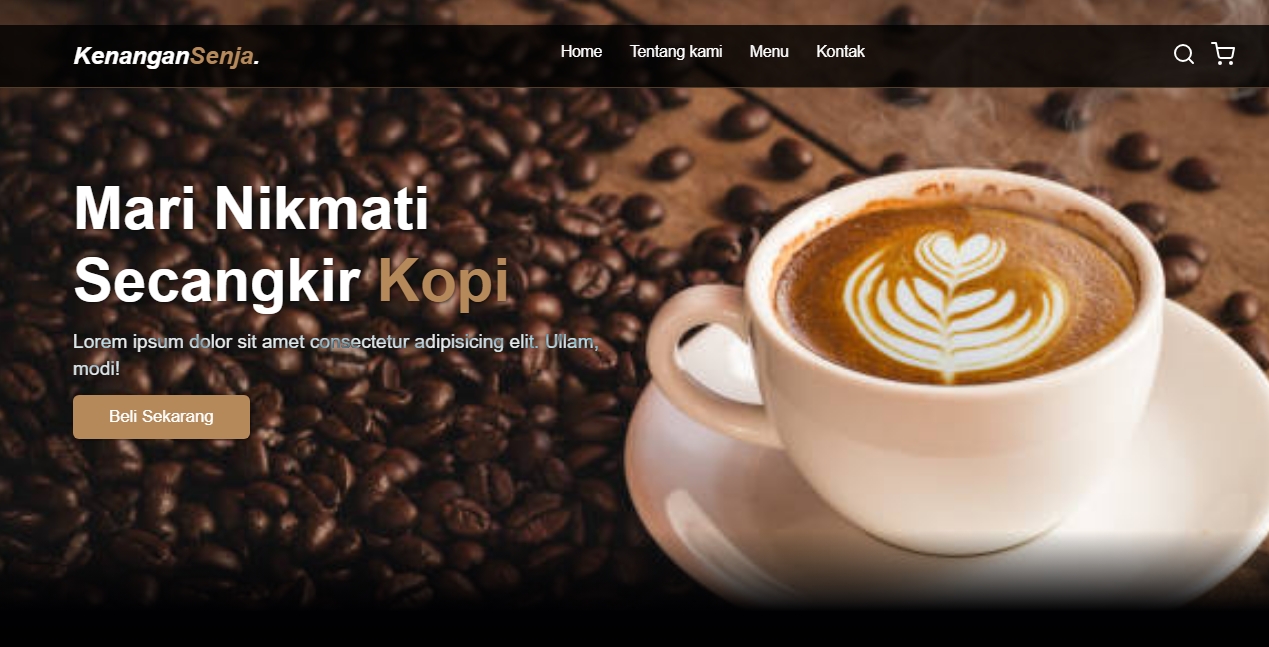 KenanganSenja.
Home Tentang kami Menu Kontak
Mari Nikmati
Secangkir Kopi
Lorem ipsum dolor sit amet consectetur adipisicing elit. Ullam,
modi!
Beli Sekarang